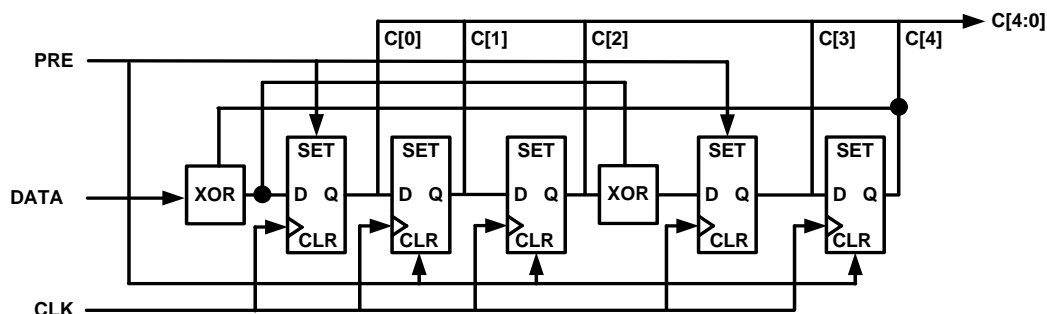 C[4:0]
C[0] C[1] C[2] C[3] C[4]
PRE
SET SET SET SET SET
DATA XOR D Q D Q D Q XOR D Q D Q
CLR CLR CLR CLR CLR
CLK